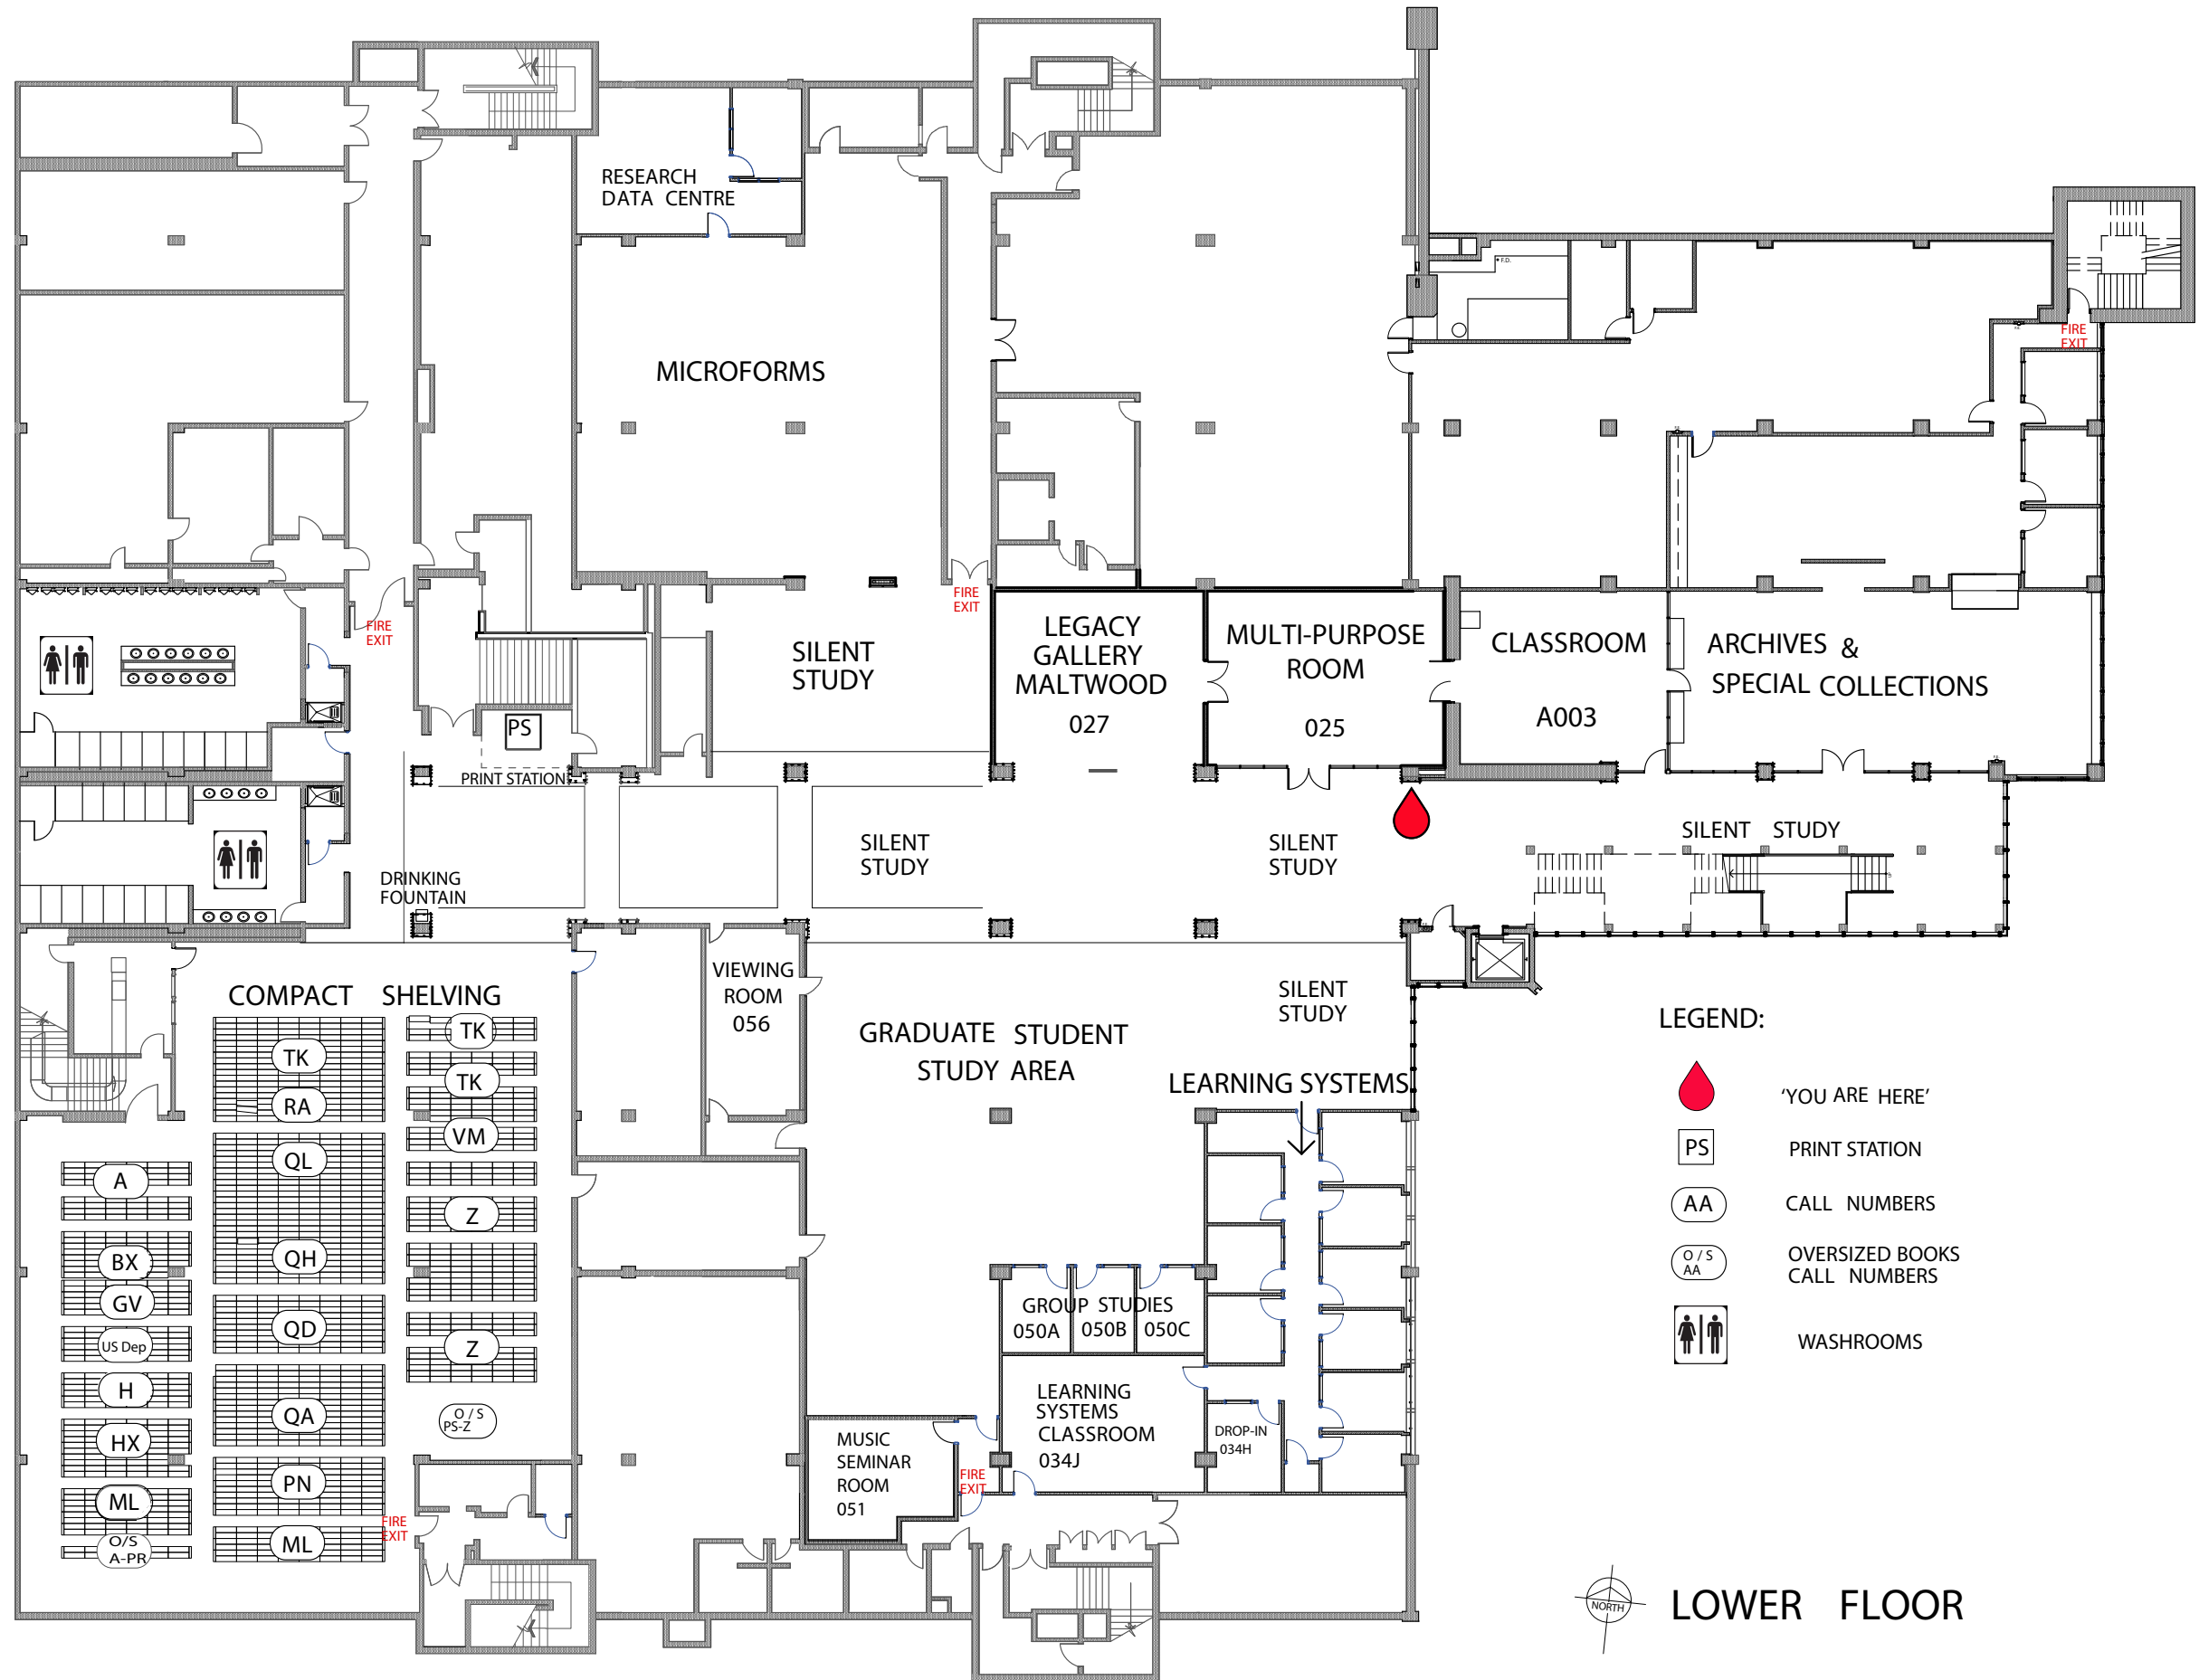 RESEARCH
DATA CENTRE
F.D.
FIRE
EXIT
MICROFORMS
FIRE
EXIT
FIRE
EXIT
SILENT
STUDY
LEGACY
GALLERY
MALTWOOD
027
MULTI-PURPOSE
ROOM
025
CLASSROOM
A003
ARCHIVES &
SPECIAL COLLECTIONS
PS
PRINT STATION
SILENT
STUDY
SILENT
STUDY
SILENT STUDY
DRINKING
FOUNTAIN
COMPACT SHELVING
VIEWING
ROOM
056
GRADUATE STUDENT
STUDY AREA
SILENT
STUDY
LEARNING SYSTEMS
TK
RA
QL
QH
QD
QA
PN
ML
TK
TK
VM
Z
Z
O / S
PS-Z
A
BX
GV
US Dep
H
HX
ML
O/S
A-PR
FIRE
EXIT
GROUP STUDIES
050A 050B 050C
LEARNING
SYSTEMS
CLASSROOM
034J
DROP-IN
034H
MUSIC
SEMINAR
ROOM
051
FIRE
EXIT
LEGEND:
'YOU ARE HERE'
PS PRINT STATION
AA CALL NUMBERS
O / S
AA
OVERSIZED BOOKS
CALL NUMBERS
WASHROOMS
NORTH
LOWER FLOOR